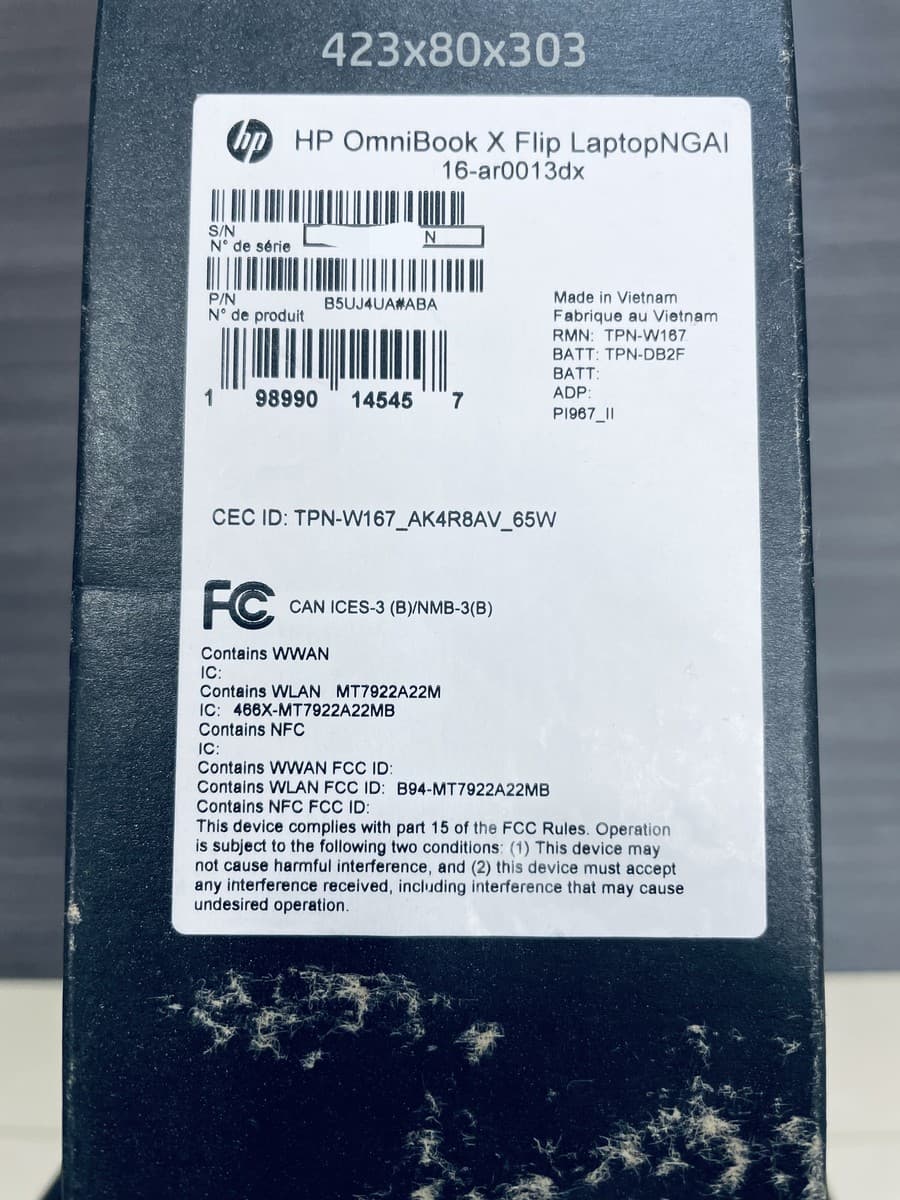 423x80x303
hp HP OmniBook X Flip LaptopNGAI
16-ar0013dx
S/N
N° de série
N
P/N
N° de produit
B5UJ4UA#ABA
1 98990 14545 7
Made in Vietnam
Fabrique au Vietnam
RMN: TPN-W167
BATT: TPN-DB2F
BATT:
ADP:
PI967_II
CEC ID: TPN-W167_AK4R8AV_65W
FC CAN ICES-3 (B)/NMB-3(B)
Contains WWAN
IC:
Contains WLAN MT7922A22M
IC: 466X-MT7922A22MB
Contains NFC
IC:
Contains WWAN FCC ID:
Contains WLAN FCC ID: B94-MT7922A22MB
Contains NFC FCC ID:
This device complies with part 15 of the FCC Rules. Operation
is subject to the following two conditions: (1) This device may
not cause harmful interference, and (2) this device must accept
any interference received, including interference that may cause
undesired operation.